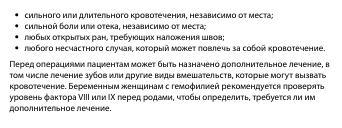 • сильного или длительного кровотечения, независимо от места;
• сильной боли или отека, независимо от места;
• любых открытых ран, требующих наложения швов;
• любого несчастного случая, который может повлечь за собой кровотечение.
Перед операциями пациентам может быть назначено дополнительное лечение, в
том числе лечение зубов или другие виды вмешательств, которые могут вызвать
кровотечение. Беременным женщинам с гемофилией рекомендуется проверять
уровень фактора VIII или IX перед родами, чтобы определить, требуется ли им
дополнительное лечение.